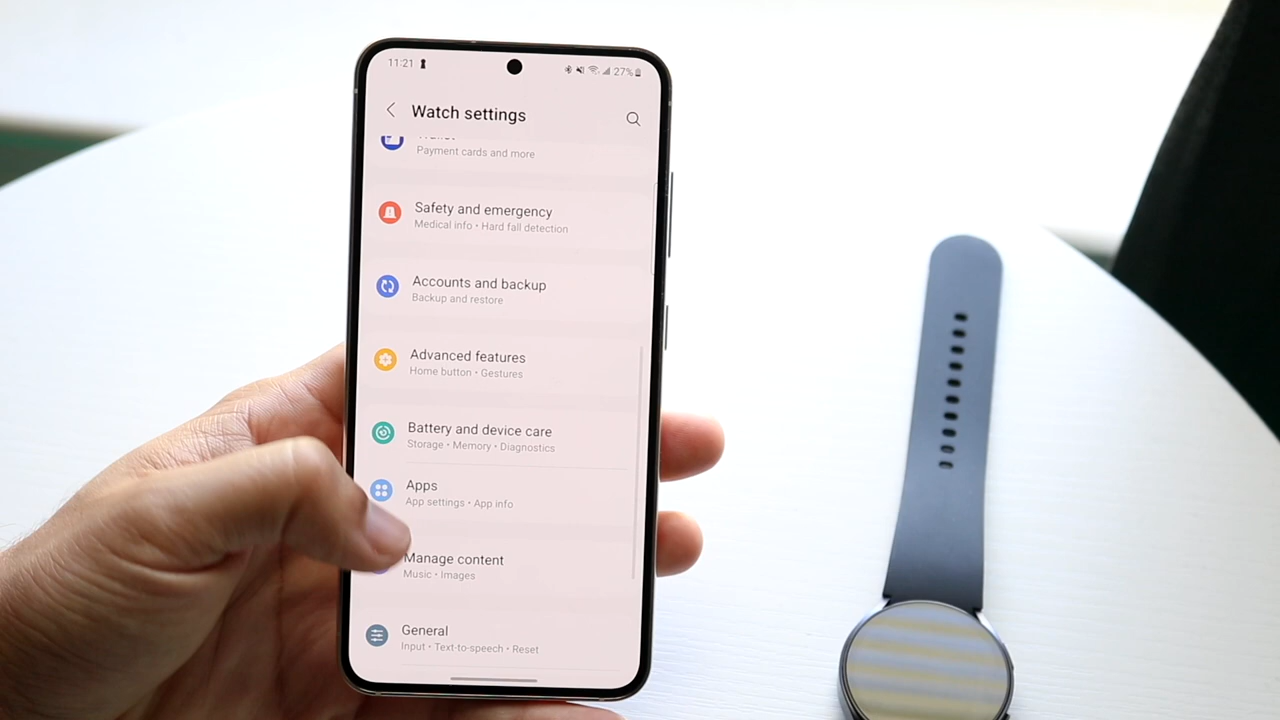 11:21
27%
Watch settings
Payment cards and more
Safety and emergency
Medical info • Hard fall detection
Accounts and backup
Backup and restore
Advanced features
Home button • Gestures
Battery and device care
Storage • Memory • Diagnostics
Apps
App settings • App info
Manage content
Music • Images
General
Input • Text-to-speech • Reset